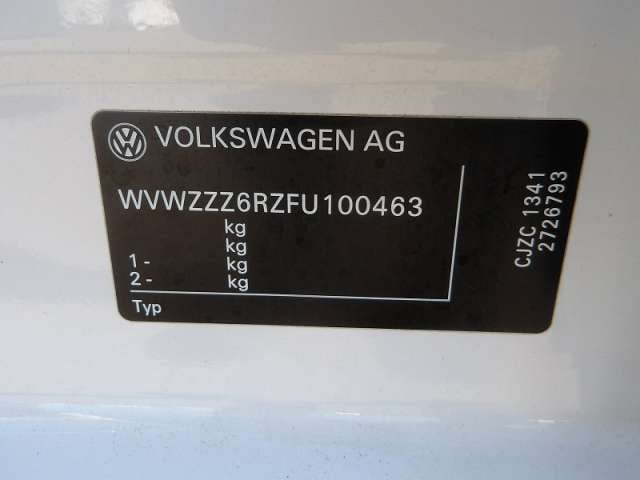 VOLKSWAGEN AG
WVWZZZ6RZFU100463
kg
kg
1 - kg
2 - kg
Typ
CJZC 1341
2726793